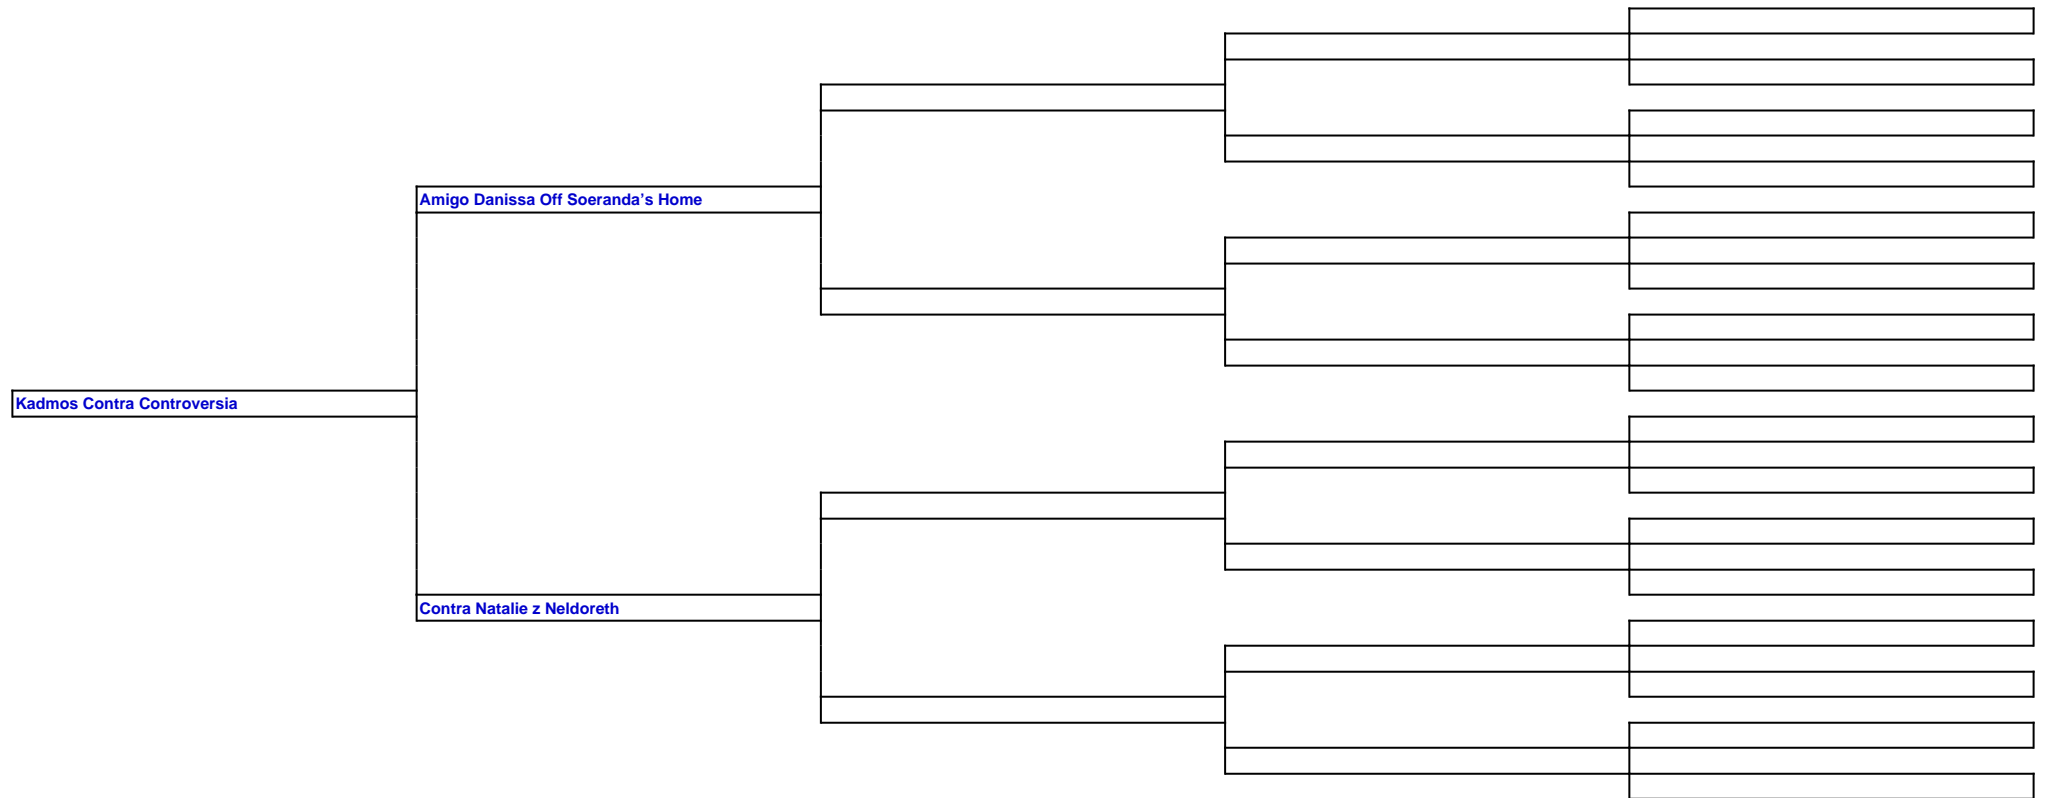 Amigo Danissa Off Soeranda’s Home
Kadmos Contra Controversia
Contra Natalie z Neldoreth